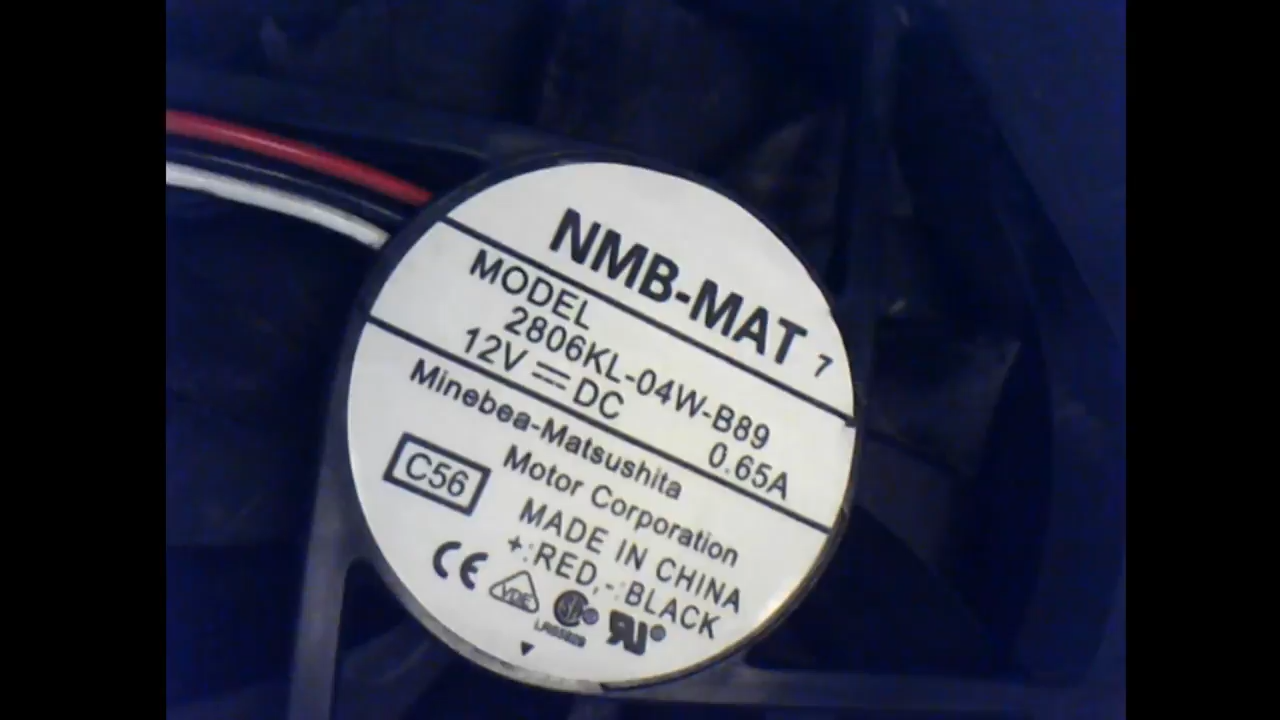 NMB-MAT 7
MODEL
2806KL-04W-B89
12V ⎓ DC 0.65A
Minebea-Matsushita
Motor Corporation
C56
MADE IN CHINA
+:RED,-:BLACK
CE VDE